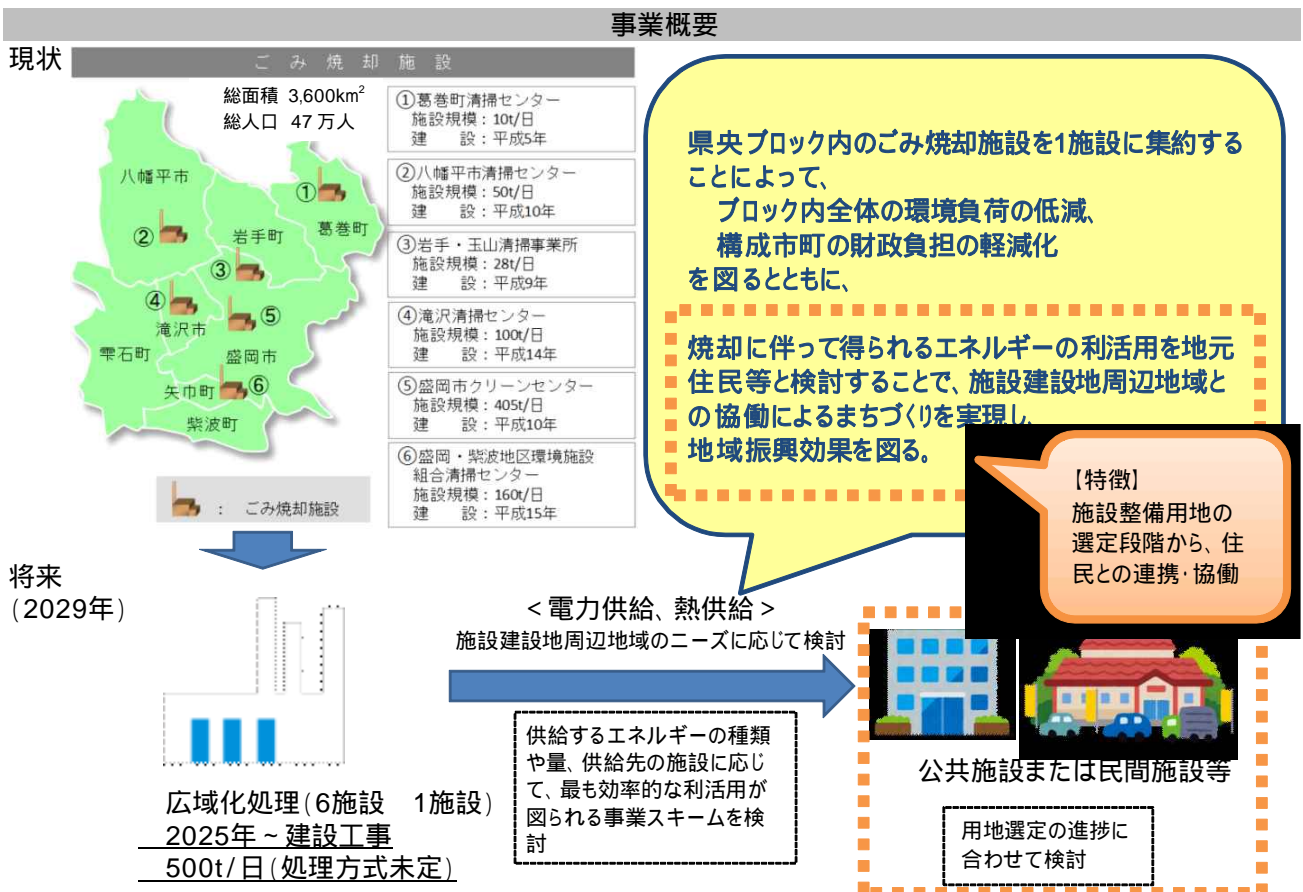 事業概要
現状
ごみ焼却施設
総面積 3,600km²
総人口 47万人
八幡平市
岩手町
葛巻町
滝沢市
雫石町
盛岡市
矢巾町
紫波町
①
②
③
④
⑤
⑥
: ごみ焼却施設
①葛巻町清掃センター
施設規模：10t/日
建　　設：平成5年
②八幡平市清掃センター
施設規模：50t/日
建　　設：平成10年
③岩手・玉山清掃事業所
施設規模：28t/日
建　　設：平成9年
④滝沢清掃センター
施設規模：100t/日
建　　設：平成14年
⑤盛岡市クリーンセンター
施設規模：405t/日
建　　設：平成10年
⑥盛岡・紫波地区環境施設
組合清掃センター
施設規模：160t/日
建　　設：平成15年
県央ブロック内のごみ焼却施設を1施設に集約する
ことによって、
ブロック内全体の環境負荷の低減、
構成市町の財政負担の軽減化
を図るとともに、
焼却に伴って得られるエネルギーの利活用を地元
住民等と検討することで、施設建設地周辺地域と
の協働によるまちづくりを実現し、
地域振興効果を図る。
【特徴】
施設整備用地の
選定段階から、住
民との連携・協働
将来
(2029年)
広域化処理(6施設　1施設)
2025年～建設工事
500t/日(処理方式未定)
<電力供給、熱供給>
施設建設地周辺地域のニーズに応じて検討
供給するエネルギーの種類
や量、供給先の施設に応じ
て、最も効率的な利活用が
図られる事業スキームを検
討
公共施設または民間施設等
用地選定の進捗に
合わせて検討